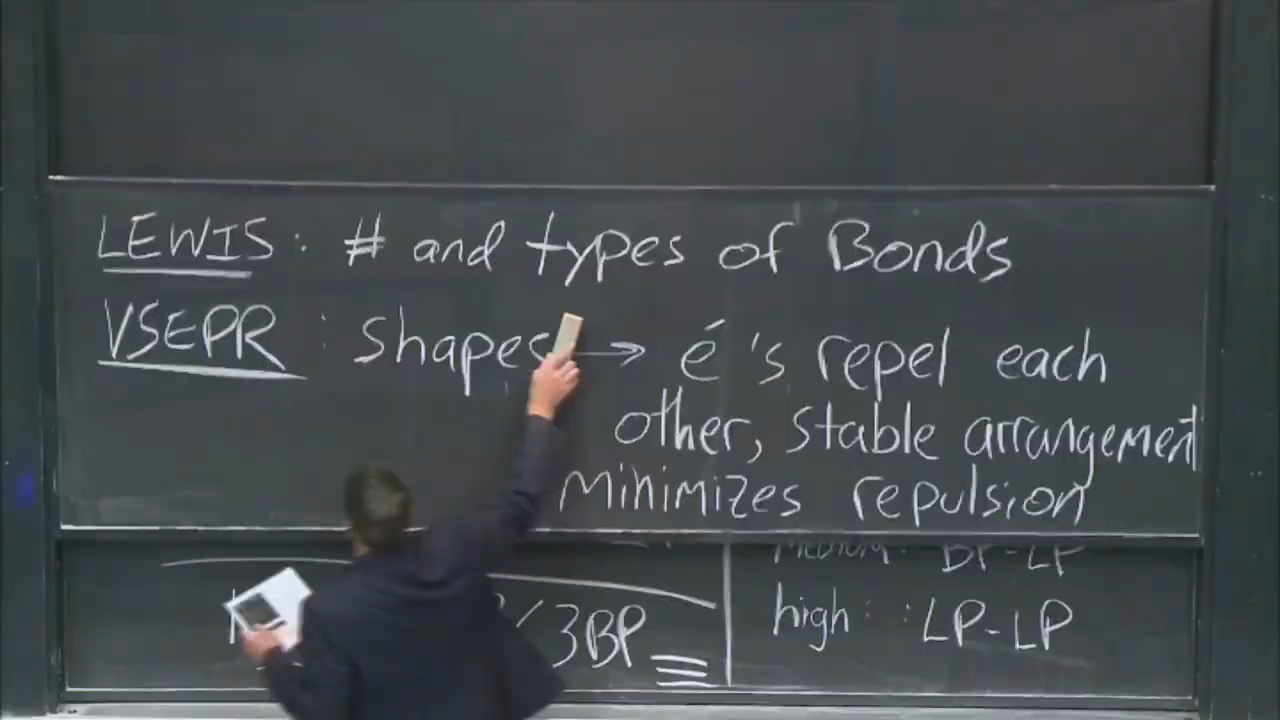 LEWIS: # and types of Bonds
VSEPR: shapes → é's repel each
other, stable arrangement
minimizes repulsion
medium: BP-LP
/3BP
high: LP-LP